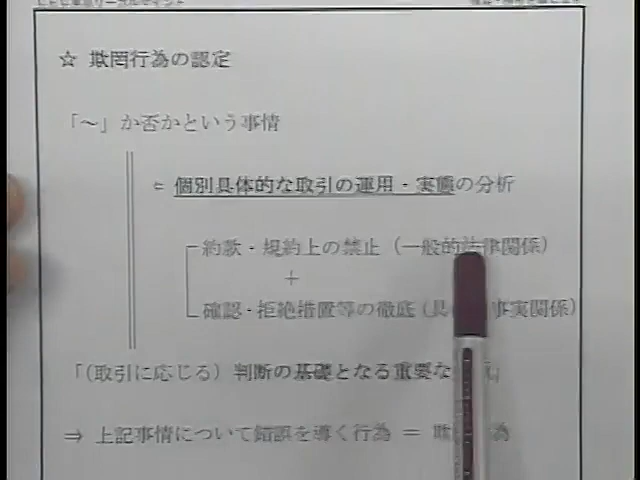 ☆ 欺罔行為の認定
「～」か否かという事情
⇐ 個別具体的な取引の運用・実態の分析
約款・規約上の禁止（一般的法律関係）
＋
確認・拒絶措置等の徹底（具 事実関係）
「（取引に応じる）判断の基礎となる重要な
⇒ 上記事情について錯誤を導く行為 ＝ 欺 為